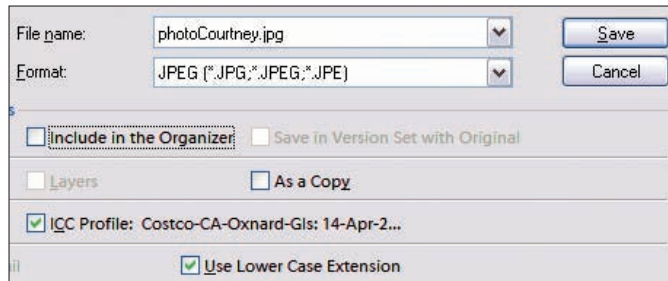 File name: photoCourtney.jpg Save
Format: JPEG (*.JPG;*.JPEG;*.JPE) Cancel
s
Include in the Organizer Save in Version Set with Original
Layers As a Copy
ICC Profile: Costco-CA-Oxnard-Gls: 14-Apr-2...
il Use Lower Case Extension